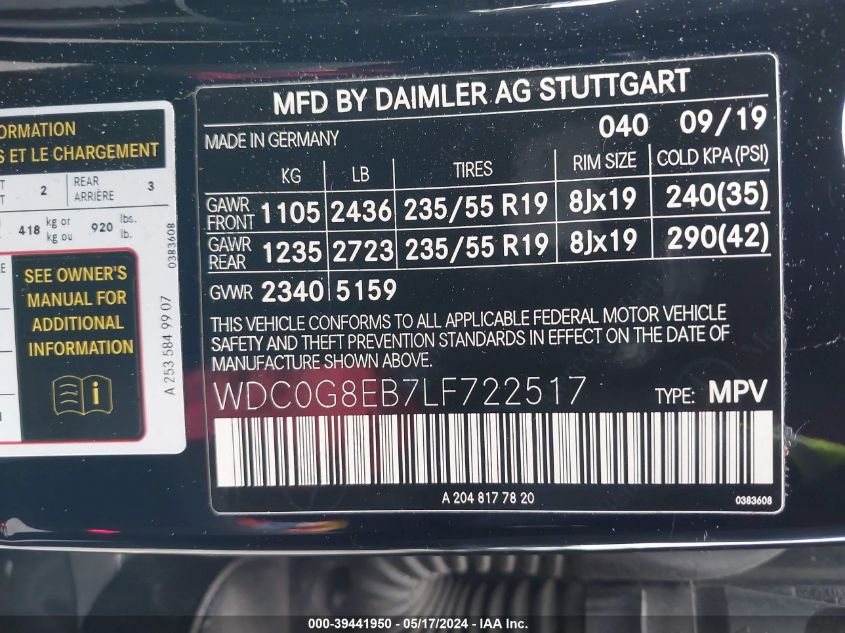 ORMATION
S ET LE CHARGEMENT
2 REAR ARRIÈRE 3
418 kg or kg ou 920 lbs. lb.
SEE OWNER'S
MANUAL FOR
ADDITIONAL
INFORMATION
i
A 253 584 99 07
0383608
MFD BY DAIMLER AG STUTTGART
MADE IN GERMANY 040 09/19
KG LB TIRES RIM SIZE COLD KPA (PSI)
GAWR FRONT 1105 2436 235/55 R19 8Jx19 240(35)
GAWR REAR 1235 2723 235/55 R19 8Jx19 290(42)
GVWR 2340 5159
THIS VEHICLE CONFORMS TO ALL APPLICABLE FEDERAL MOTOR VEHICLE
SAFETY AND THEFT PREVENTION STANDARDS IN EFFECT ON THE DATE OF
MANUFACTURE SHOWN ABOVE.
WDC0G8EB7LF722517 TYPE: MPV
A 204 817 78 20
0383608
000-39441950 - 05/17/2024 - IAA Inc.